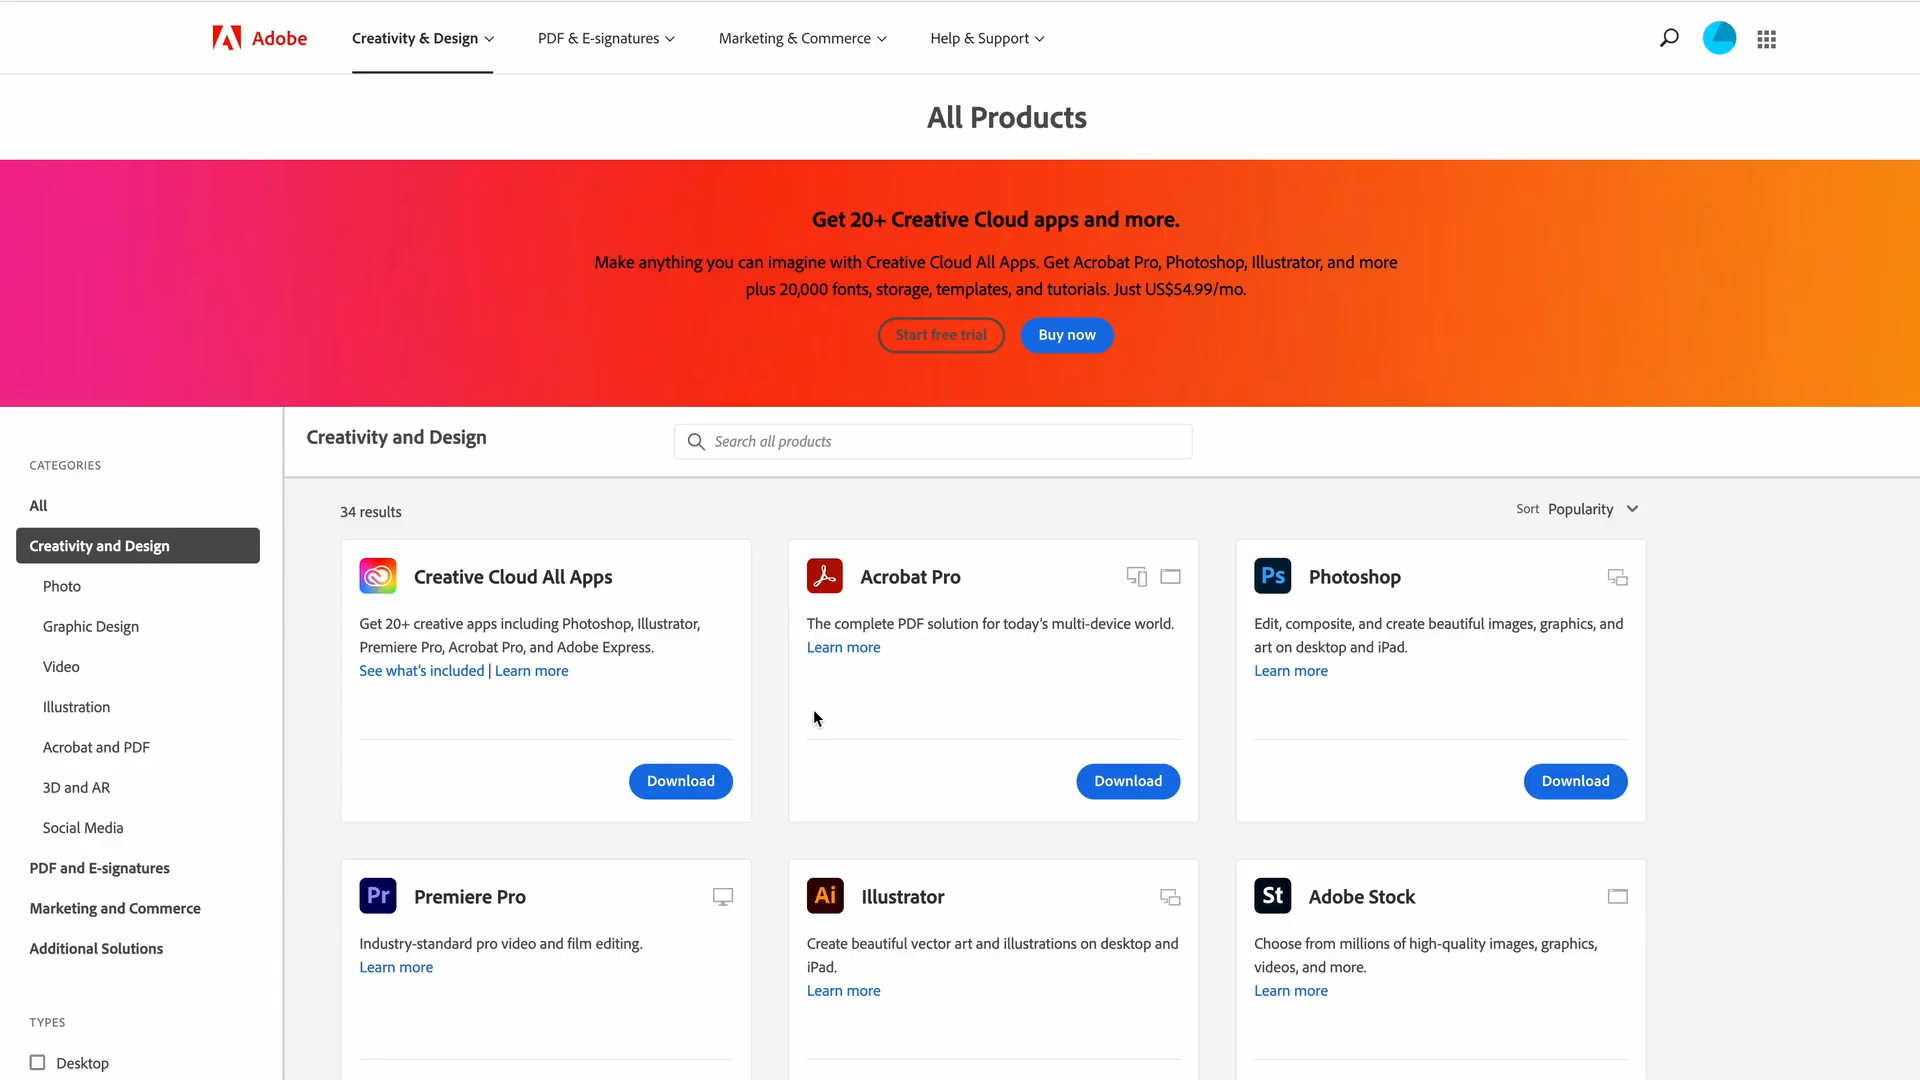 Adobe
Creativity & Design
PDF & E-signatures
Marketing & Commerce
Help & Support
All Products
Get 20+ Creative Cloud apps and more.
Make anything you can imagine with Creative Cloud All Apps. Get Acrobat Pro, Photoshop, Illustrator, and more
plus 20,000 fonts, storage, templates, and tutorials. Just US$54.99/mo.
Start free trial
Buy now
CATEGORIES
All
Creativity and Design
Photo
Graphic Design
Video
Illustration
Acrobat and PDF
3D and AR
Social Media
PDF and E-signatures
Marketing and Commerce
Additional Solutions
TYPES
Desktop
Creativity and Design
Search all products
34 results
Sort Popularity
Creative Cloud All Apps
Get 20+ creative apps including Photoshop, Illustrator,
Premiere Pro, Acrobat Pro, and Adobe Express.
See what's included | Learn more
Download
Acrobat Pro
The complete PDF solution for today's multi-device world.
Learn more
Download
Ps Photoshop
Edit, composite, and create beautiful images, graphics, and
art on desktop and iPad.
Learn more
Download
Pr Premiere Pro
Industry-standard pro video and film editing.
Learn more
Ai Illustrator
Create beautiful vector art and illustrations on desktop and
iPad.
Learn more
St Adobe Stock
Choose from millions of high-quality images, graphics,
videos, and more.
Learn more